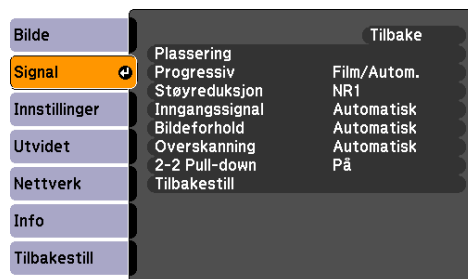 Bilde
Signal
Innstillinger
Utvidet
Nettverk
Info
Tilbakestill
Tilbake
Plassering
Progressiv Film/Autom.
Støyreduksjon NR1
Inngangssignal Automatisk
Bildeforhold Automatisk
Overskanning Automatisk
2-2 Pull-down På
Tilbakestill